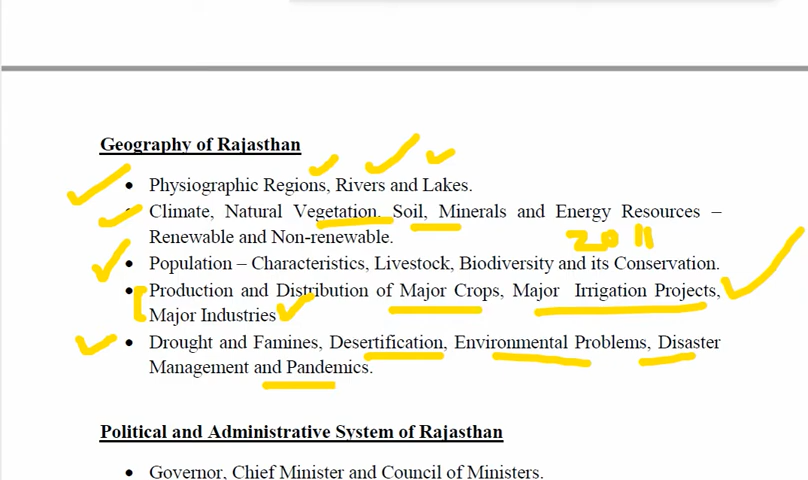 Geography of Rajasthan
• Physiographic Regions, Rivers and Lakes.
• Climate, Natural Vegetation, Soil, Minerals and Energy Resources –
Renewable and Non-renewable.
2011
• Population – Characteristics, Livestock, Biodiversity and its Conservation.
• Production and Distribution of Major Crops, Major Irrigation Projects,
Major Industries
• Drought and Famines, Desertification, Environmental Problems, Disaster
Management and Pandemics.
Political and Administrative System of Rajasthan
• Governor, Chief Minister and Council of Ministers.